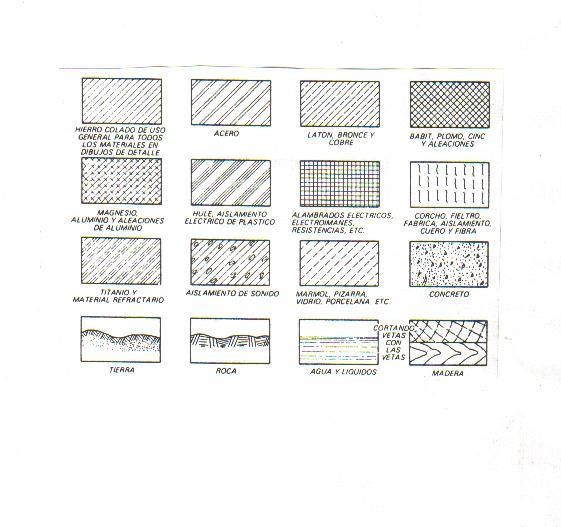 HIERRO COLADO DE USO
GENERAL PARA TODOS
LOS MATERIALES EN
DIBUJOS DE DETALLE
ACERO
LATON, BRONCE Y
COBRE
BABIT, PLOMO, CINC
Y ALEACIONES
MAGNESIO,
ALUMINIO Y ALEACIONES
DE ALUMINIO
HULE, AISLAMIENTO
ELECTRICO DE PLASTICO
ALAMBRADOS ELECTRICOS,
ELECTROIMANES,
RESISTENCIAS, ETC.
CORCHO, FIELTRO,
FABRICA, AISLAMIENTO,
CUERO Y FIBRA
TITANIO Y
MATERIAL REFRACTARIO
AISLAMIENTO DE SONIDO
MARMOL, PIZARRA,
VIDRIO, PORCELANA ETC.
CONCRETO
TIERRA
ROCA
AGUA Y LIQUIDOS
CORTANDO
VETAS
CON
LAS
VETAS
MADERA